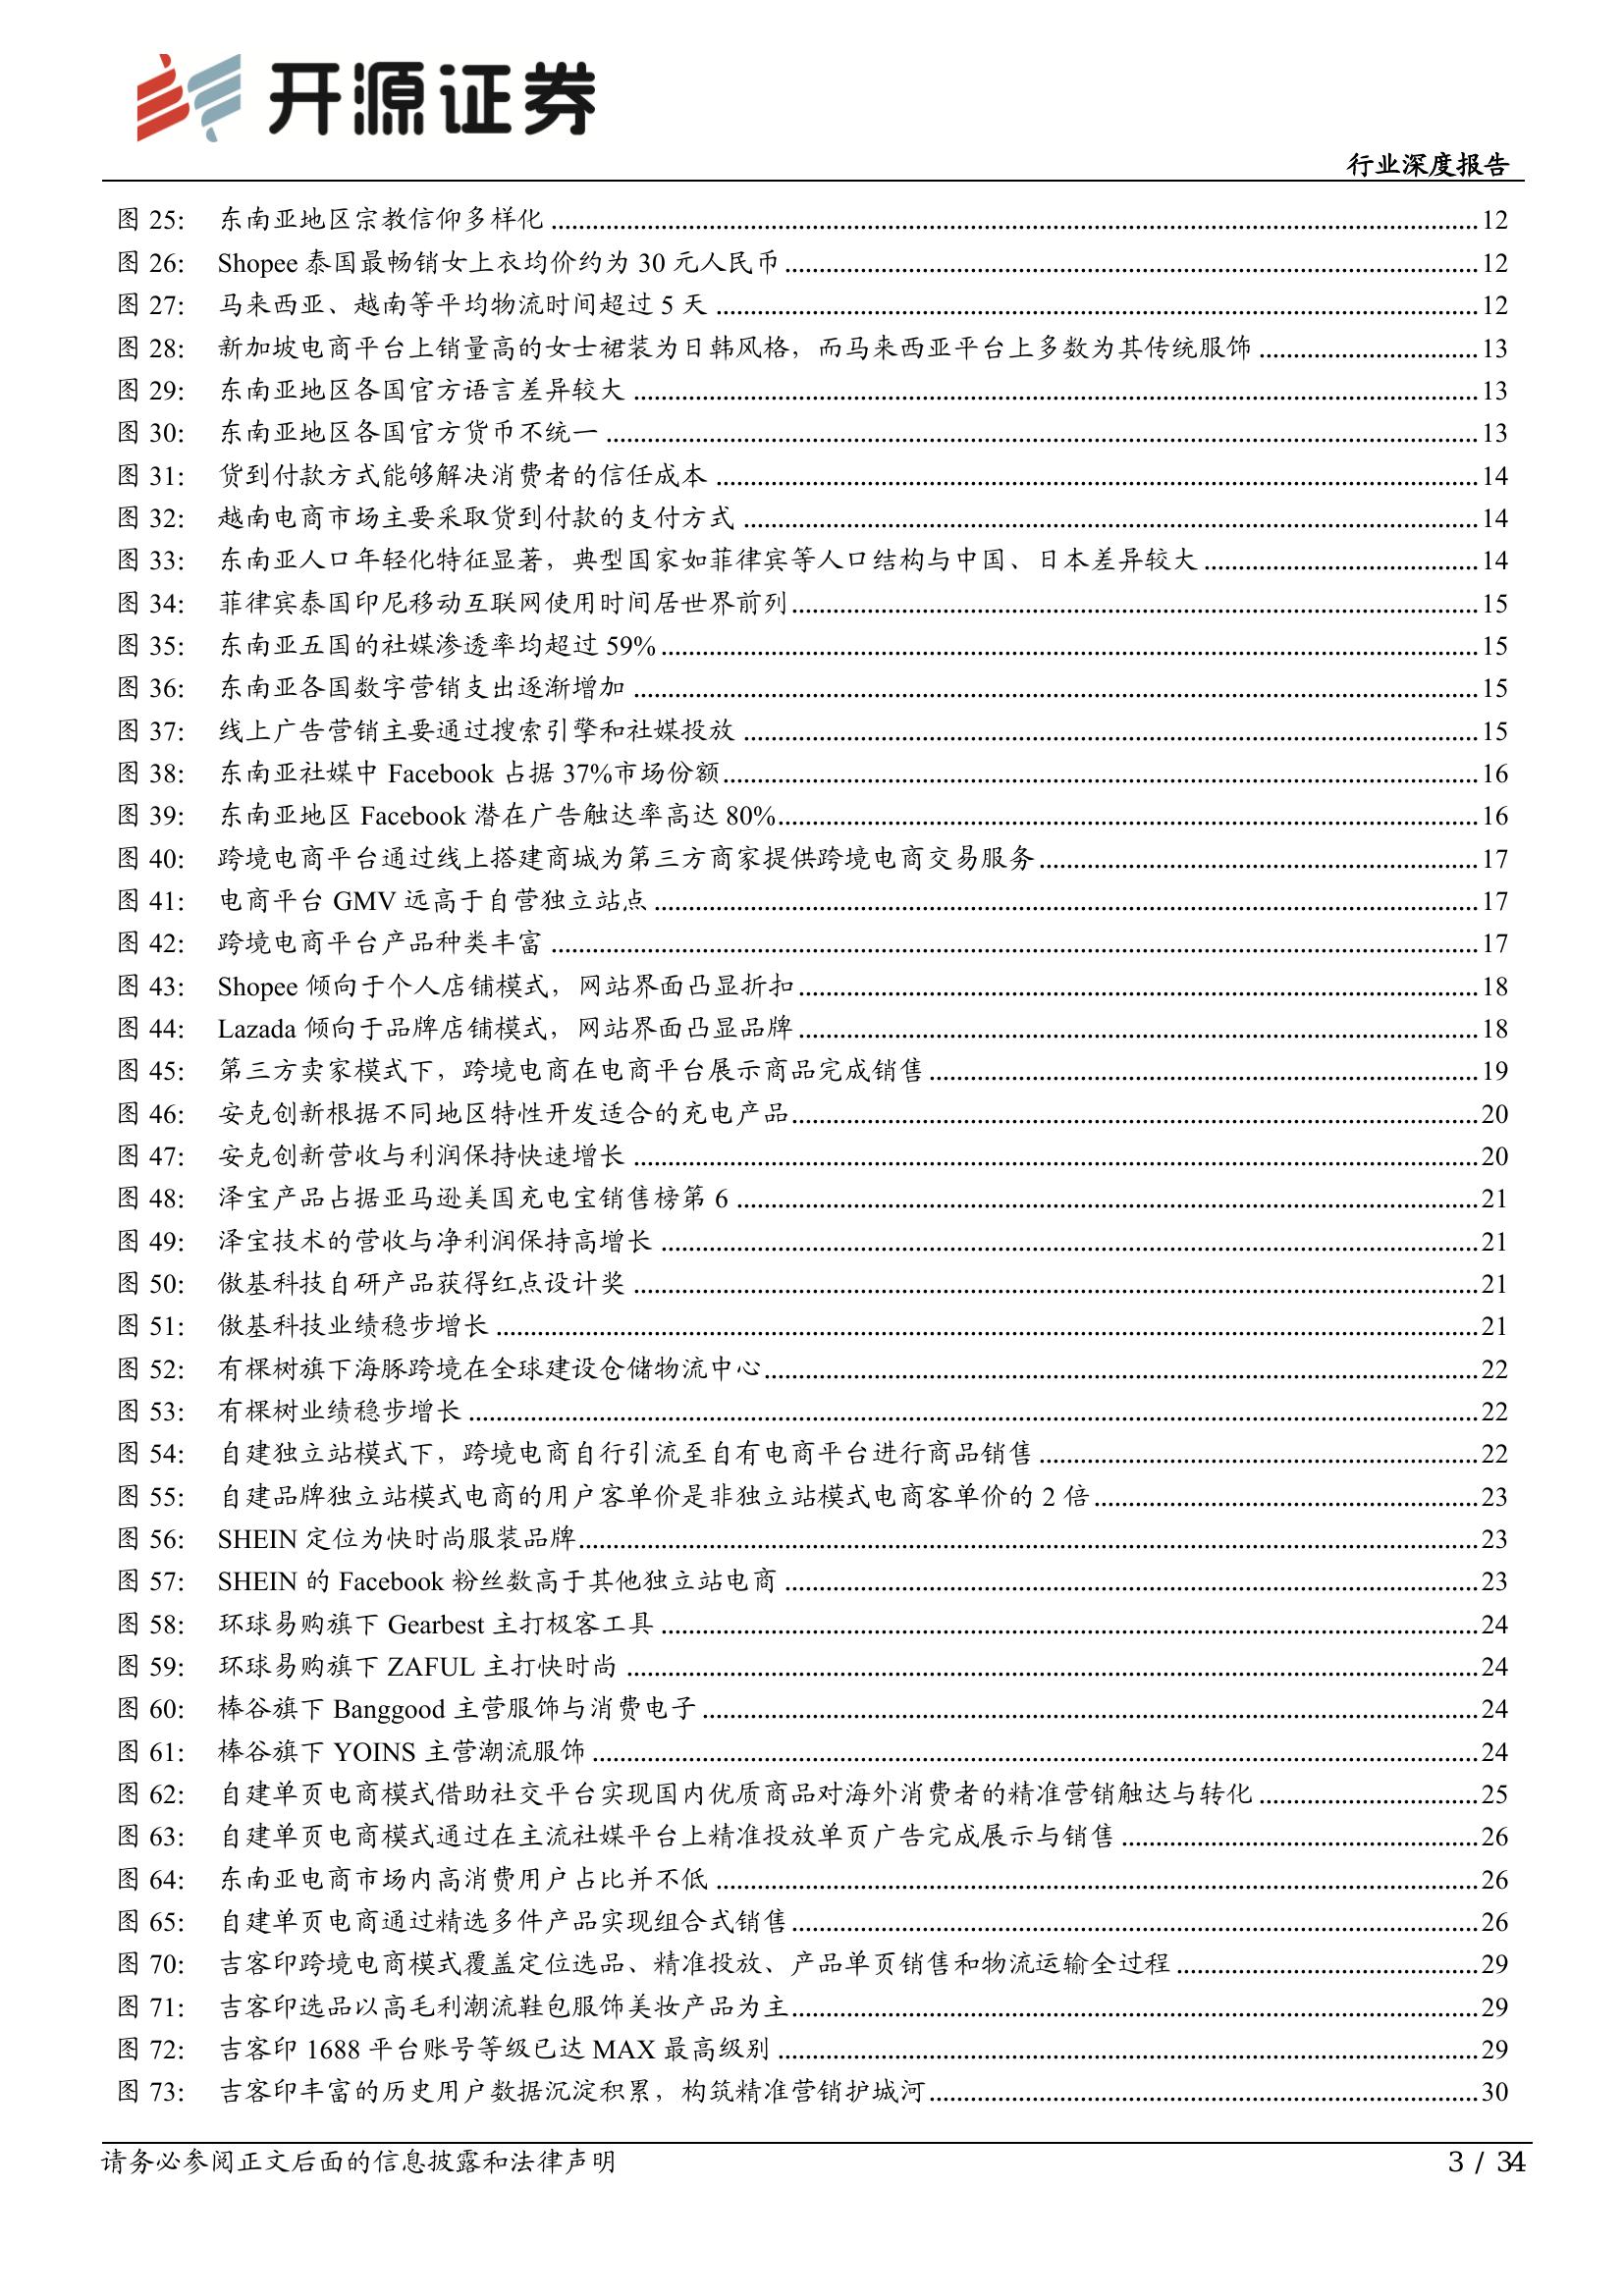 开源证券
行业深度报告
图 25: 东南亚地区宗教信仰多样化 12
图 26: Shopee 泰国最畅销女上衣均价约为 30 元人民币 12
图 27: 马来西亚、越南等平均物流时间超过 5 天 12
图 28: 新加坡电商平台上销量高的女士裙装为日韩风格，而马来西亚平台上多数为其传统服饰 13
图 29: 东南亚地区各国官方语言差异较大 13
图 30: 东南亚地区各国官方货币不统一 13
图 31: 货到付款方式能够解决消费者的信任成本 14
图 32: 越南电商市场主要采取货到付款的支付方式 14
图 33: 东南亚人口年轻化特征显著，典型国家如菲律宾等人口结构与中国、日本差异较大 14
图 34: 菲律宾泰国印尼移动互联网使用时间居世界前列 15
图 35: 东南亚五国的社媒渗透率均超过 59% 15
图 36: 东南亚各国数字营销支出逐渐增加 15
图 37: 线上广告营销主要通过搜索引擎和社媒投放 15
图 38: 东南亚社媒中 Facebook 占据 37%市场份额 16
图 39: 东南亚地区 Facebook 潜在广告触达率高达 80% 16
图 40: 跨境电商平台通过线上搭建商城为第三方商家提供跨境电商交易服务 17
图 41: 电商平台 GMV 远高于自营独立站点 17
图 42: 跨境电商平台产品种类丰富 17
图 43: Shopee 倾向于个人店铺模式，网站界面凸显折扣 18
图 44: Lazada 倾向于品牌店铺模式，网站界面凸显品牌 18
图 45: 第三方卖家模式下，跨境电商在电商平台展示商品完成销售 19
图 46: 安克创新根据不同地区特性开发适合的充电产品 20
图 47: 安克创新营收与利润保持快速增长 20
图 48: 泽宝产品占据亚马逊美国充电宝销售榜第 6 21
图 49: 泽宝技术的营收与净利润保持高增长 21
图 50: 傲基科技自研产品获得红点设计奖 21
图 51: 傲基科技业绩稳步增长 21
图 52: 有棵树旗下海豚跨境在全球建设仓储物流中心 22
图 53: 有棵树业绩稳步增长 22
图 54: 自建独立站模式下，跨境电商自行引流至自有电商平台进行商品销售 22
图 55: 自建品牌独立站模式电商的用户客单价是非独立站模式电商客单价的 2 倍 23
图 56: SHEIN 定位为快时尚服装品牌 23
图 57: SHEIN 的 Facebook 粉丝数高于其他独立站电商 23
图 58: 环球易购旗下 Gearbest 主打极客工具 24
图 59: 环球易购旗下 ZAFUL 主打快时尚 24
图 60: 棒谷旗下 Banggood 主营服饰与消费电子 24
图 61: 棒谷旗下 YOINS 主营潮流服饰 24
图 62: 自建单页电商模式借助社交平台实现国内优质商品对海外消费者的精准营销触达与转化 25
图 63: 自建单页电商模式通过在主流社媒平台上精准投放单页广告完成展示与销售 26
图 64: 东南亚电商市场内高消费用户占比并不低 26
图 65: 自建单页电商通过精选多件产品实现组合式销售 26
图 70: 吉客印跨境电商模式覆盖定位选品、精准投放、产品单页销售和物流运输全过程 29
图 71: 吉客印选品以高毛利潮流鞋包服饰美妆产品为主 29
图 72: 吉客印 1688 平台账号等级已达 MAX 最高级别 29
图 73: 吉客印丰富的历史用户数据沉淀积累，构筑精准营销护城河 30
请务必参阅正文后面的信息披露和法律声明 3 / 34